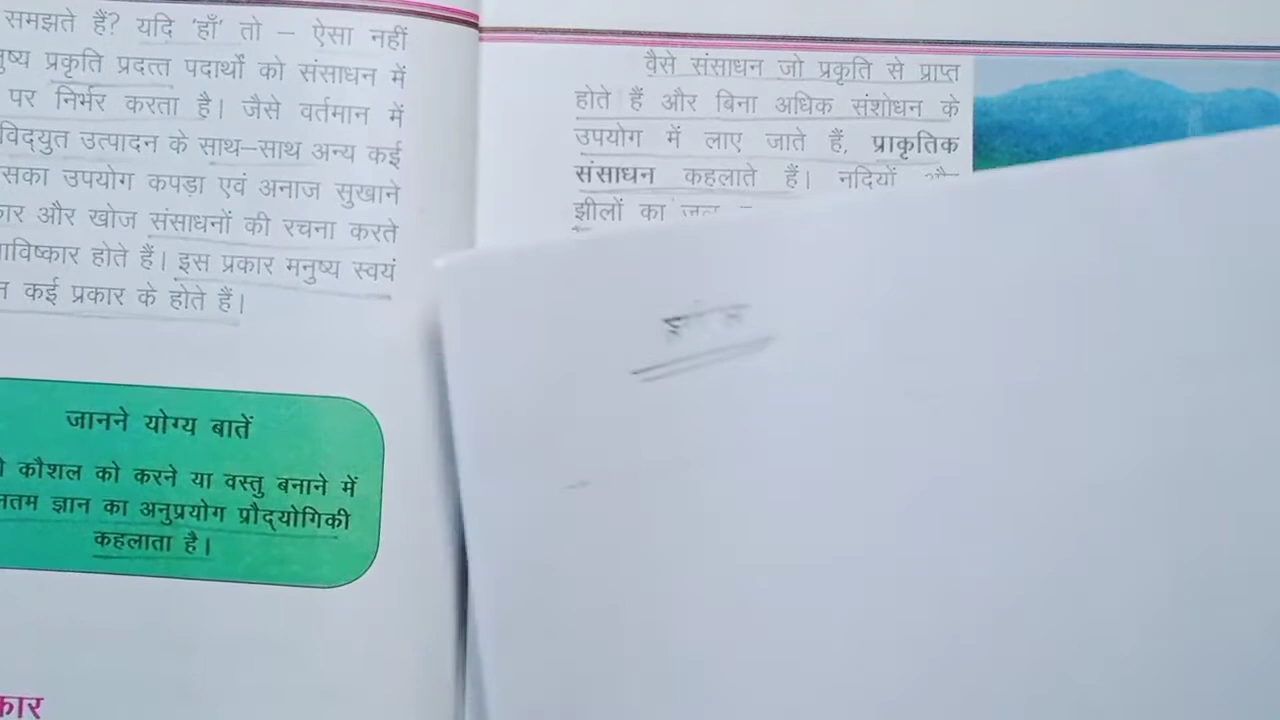 समझते हैं? यदि 'हाँ' तो – ऐसा नहीं
प्रकृति प्रदत्त पदार्थों को संसाधन में
पर निर्भर करता है। जैसे वर्तमान में
विद्युत उत्पादन के साथ–साथ अन्य कई
उपयोग कपड़ा एवं अनाज सुखाने
और खोज संसाधनों की रचना करते
होते हैं। इस प्रकार मनुष्य स्वयं
कई प्रकार के होते हैं।
जानने योग्य बातें
कौशल को करने या वस्तु बनाने में
ज्ञान का अनुप्रयोग प्रौद्योगिकी
कहलाता है।
वैसे संसाधन जो प्रकृति से प्राप्त
होते हैं और बिना अधिक संशोधन के
उपयोग में लाए जाते हैं, प्राकृतिक
संसाधन कहलाते हैं। नदियों
झीलों का